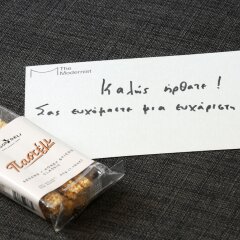 The
Modernist
Καλώς ήρθατε!
Σας ευχόμαστε μια ευχάριστη
Παστέλι